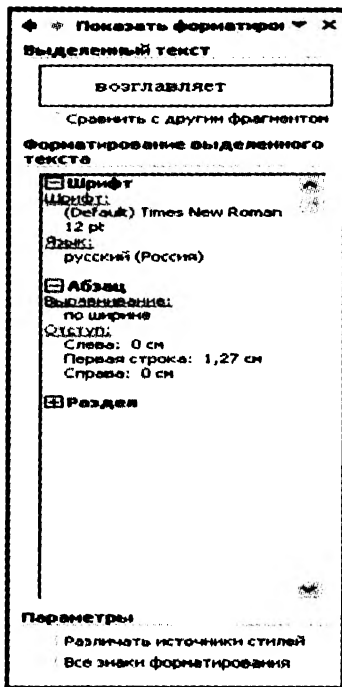 Показать форматирог
Выделенный текст
возглавляет
Сравнить с другим фрагментом
Форматирование выделенного
текста
Шрифт
Шрифт:
(Default) Times New Roman
12 pt
Язык:
русский (Россия)
Абзац
Выравнивание:
по ширине
Отступ:
Слева: 0 см
Первая строка: 1,27 см
Справа: 0 см
Раздел
Параметры
Различать источники стилей
Все знаки форматирования